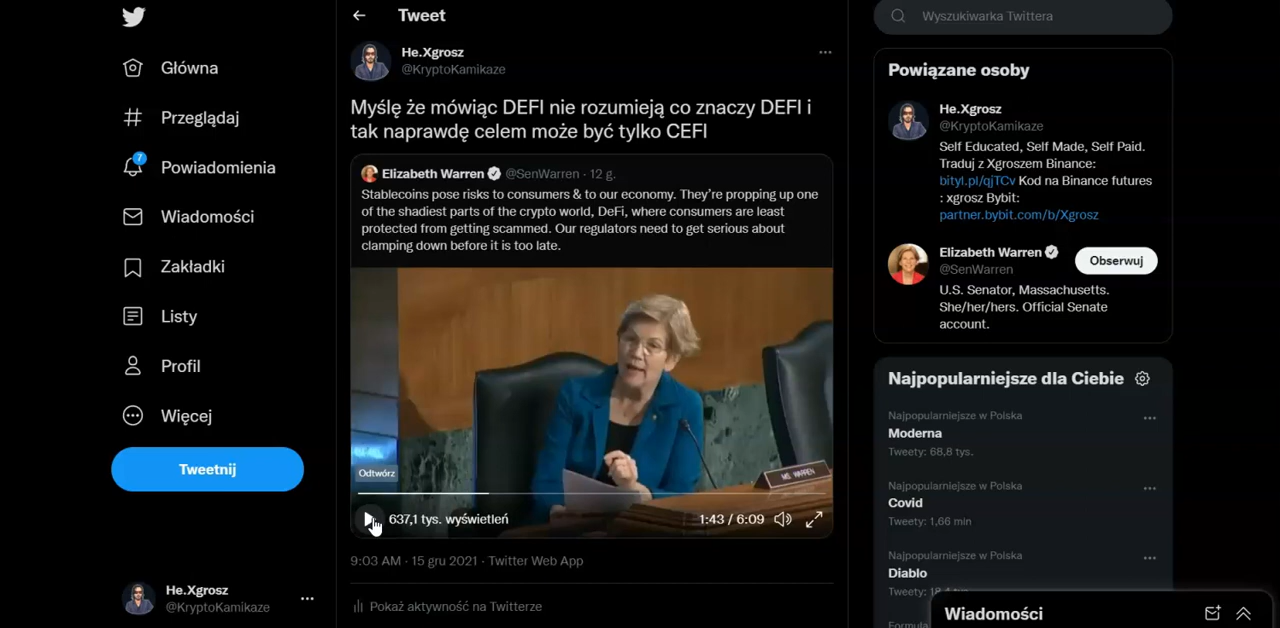 Główna
Przeglądaj
7
Powiadomienia
Wiadomości
Zakładki
Listy
Profil
Więcej
Tweetnij
He.Xgrosz
@KryptoKamikaze
Tweet
He.Xgrosz
@KryptoKamikaze
Myślę że mówiąc DEFI nie rozumieją co znaczy DEFI i
tak naprawdę celem może być tylko CEFI
Elizabeth Warren @SenWarren · 12 g.
Stablecoins pose risks to consumers & to our economy. They're propping up one
of the shadiest parts of the crypto world, DeFi, where consumers are least
protected from getting scammed. Our regulators need to get serious about
clamping down before it is too late.
MS. WARREN
Odtwórz
637,1 tys. wyświetleń
1:43 / 6:09
9:03 AM · 15 gru 2021 · Twitter Web App
Pokaż aktywność na Twitterze
Wyszukiwarka Twittera
Powiązane osoby
He.Xgrosz
@KryptoKamikaze
Self Educated, Self Made, Self Paid.
Traduj z Xgroszem Binance:
bityl.pl/qjTCv Kod na Binance futures
: xgrosz Bybit:
partner.bybit.com/b/Xgrosz
Elizabeth Warren
@SenWarren
Obserwuj
U.S. Senator, Massachusetts.
She/her/hers. Official Senate
account.
Najpopularniejsze dla Ciebie
Najpopularniejsze w Polska
Moderna
Tweety: 68,8 tys.
Najpopularniejsze w Polska
Covid
Tweety: 1,66 mln
Najpopularniejsze w Polska
Diablo
Tweety:
Wiadomości